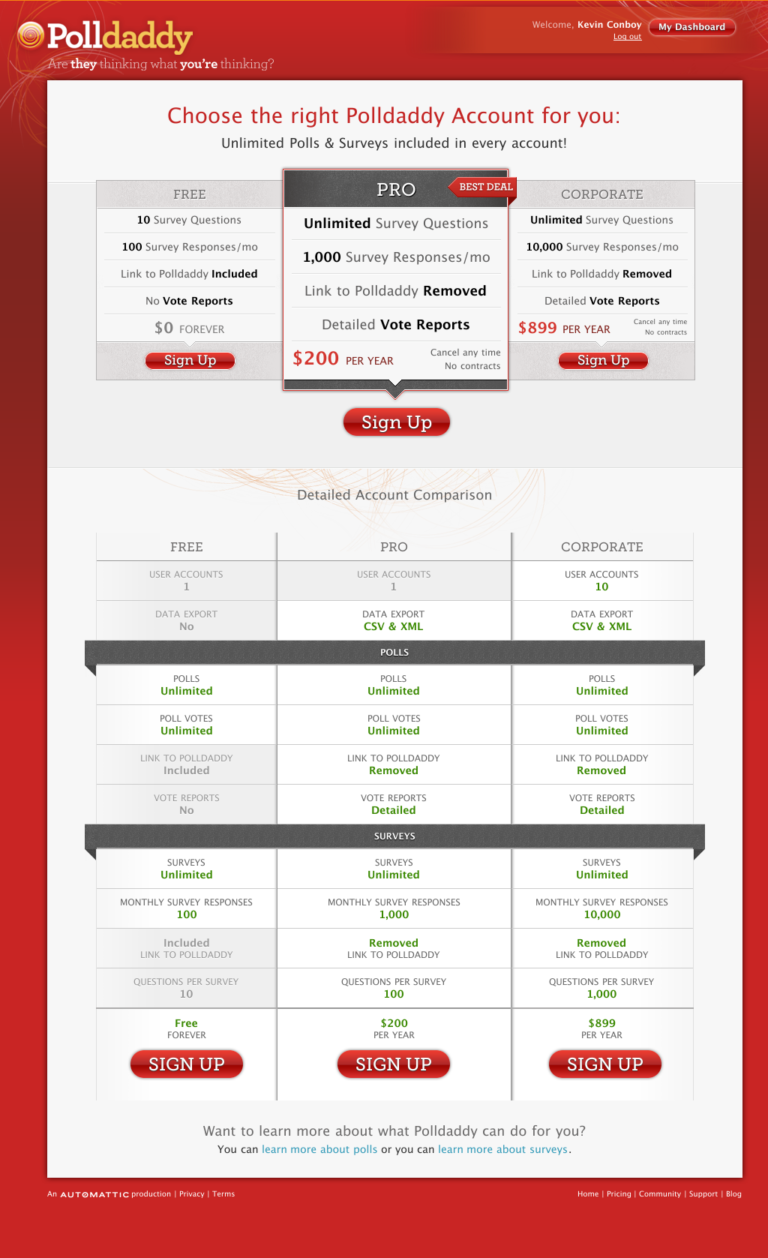 Polldaddy
Are they thinking what you're thinking?
Welcome, Kevin Conboy
Log out
My Dashboard
Choose the right Polldaddy Account for you:
Unlimited Polls & Surveys included in every account!
FREE
10 Survey Questions
100 Survey Responses/mo
Link to Polldaddy Included
No Vote Reports
$0 FOREVER
Sign Up
PRO
BEST DEAL
Unlimited Survey Questions
1,000 Survey Responses/mo
Link to Polldaddy Removed
Detailed Vote Reports
$200 PER YEAR
Cancel any time
No contracts
Sign Up
CORPORATE
Unlimited Survey Questions
10,000 Survey Responses/mo
Link to Polldaddy Removed
Detailed Vote Reports
$899 PER YEAR
Cancel any time
No contracts
Sign Up
Detailed Account Comparison
FREE PRO CORPORATE
USER ACCOUNTS USER ACCOUNTS USER ACCOUNTS
1 1 10
DATA EXPORT DATA EXPORT DATA EXPORT
No CSV & XML CSV & XML
POLLS
POLLS POLLS POLLS
Unlimited Unlimited Unlimited
POLL VOTES POLL VOTES POLL VOTES
Unlimited Unlimited Unlimited
LINK TO POLLDADDY LINK TO POLLDADDY LINK TO POLLDADDY
Included Removed Removed
VOTE REPORTS VOTE REPORTS VOTE REPORTS
No Detailed Detailed
SURVEYS
SURVEYS SURVEYS SURVEYS
Unlimited Unlimited Unlimited
MONTHLY SURVEY RESPONSES MONTHLY SURVEY RESPONSES MONTHLY SURVEY RESPONSES
100 1,000 10,000
Included Removed Removed
LINK TO POLLDADDY LINK TO POLLDADDY LINK TO POLLDADDY
QUESTIONS PER SURVEY QUESTIONS PER SURVEY QUESTIONS PER SURVEY
10 100 1,000
Free $200 $899
FOREVER PER YEAR PER YEAR
SIGN UP SIGN UP SIGN UP
Want to learn more about what Polldaddy can do for you?
You can learn more about polls or you can learn more about surveys.
An AUTOMATTIC production | Privacy | Terms
Home | Pricing | Community | Support | Blog